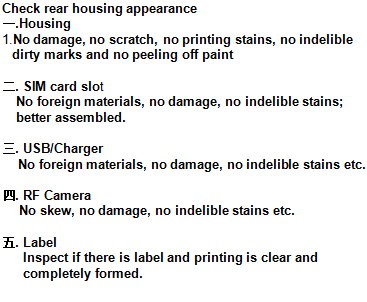 Check rear housing appearance
一.Housing
1.No damage, no scratch, no printing stains, no indelible
dirty marks and no peeling off paint
二. SIM card slot
No foreign materials, no damage, no indelible stains;
better assembled.
三. USB/Charger
No foreign materials, no damage, no indelible stains etc.
四. RF Camera
No skew, no damage, no indelible stains etc.
五. Label
Inspect if there is label and printing is clear and
completely formed.